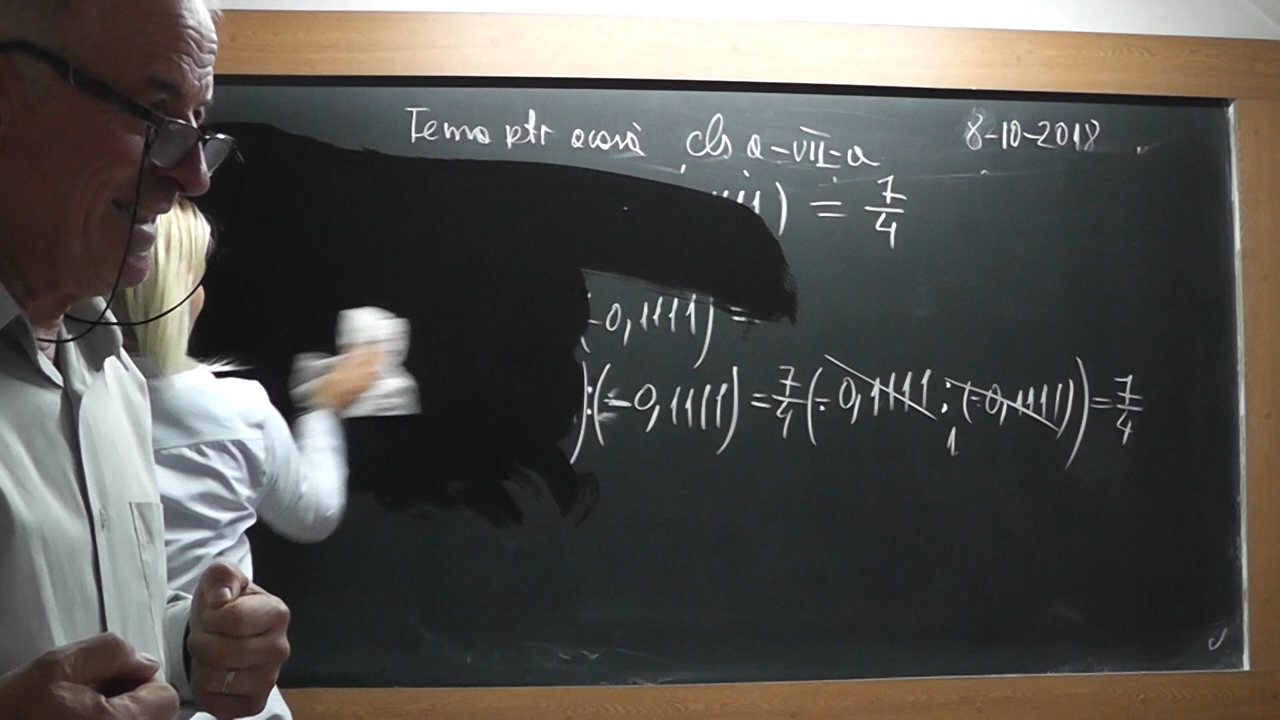 Tema ptr acasă cls a-VII-a 8-10-2018
1111) = 7/4
-0,1111) =
):(-0,1111) = 7/4(-0,1111:(-0,1111)) = 7/4
1